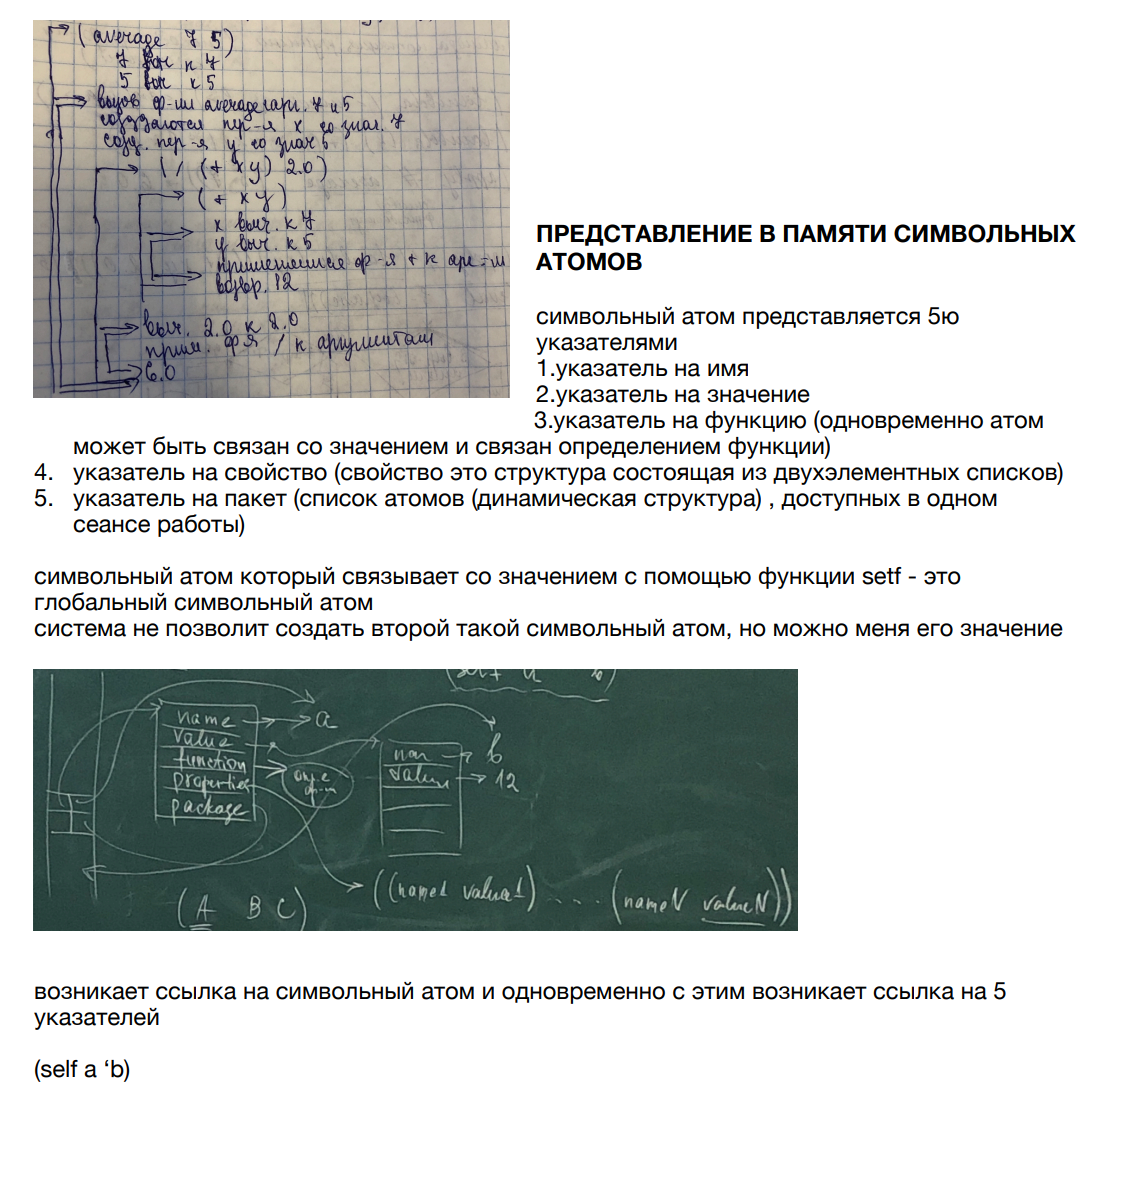 (average 7 5)
7 выч к 7
5 выч к 5
вызов ф-ии average с арг. 7 и 5
создаются пер-я x со знач. 7
созд. пер-я y со знач 5
(/ (+ x y) 2.0)
(+ x y)
x выч. к 7
y выч. к 5
применяется ф-я + к арг-м
возвр. 12
выч. 2.0 к 2.0
прим. ф-я / к аргументам
6.0
ПРЕДСТАВЛЕНИЕ В ПАМЯТИ СИМВОЛЬНЫХ
АТОМОВ
символьный атом представляется 5ю
указателями
1.указатель на имя
2.указатель на значение
3.указатель на функцию (одновременно атом
может быть связан со значением и связан определением функции)
4. указатель на свойство (свойство это структура состоящая из двухэлементных списков)
5. указатель на пакет (список атомов (динамическая структура) , доступных в одном
сеансе работы)
символьный атом который связывает со значением с помощью функции setf - это
глобальный символьный атом
система не позволит создать второй такой символьный атом, но можно меня его значение
name a
value
function
properties
package
b
value 12
((name1 value1) .... (nameN valueN))
(A B C)
возникает ссылка на символьный атом и одновременно с этим возникает ссылка на 5
указателей
(self a ‘b)